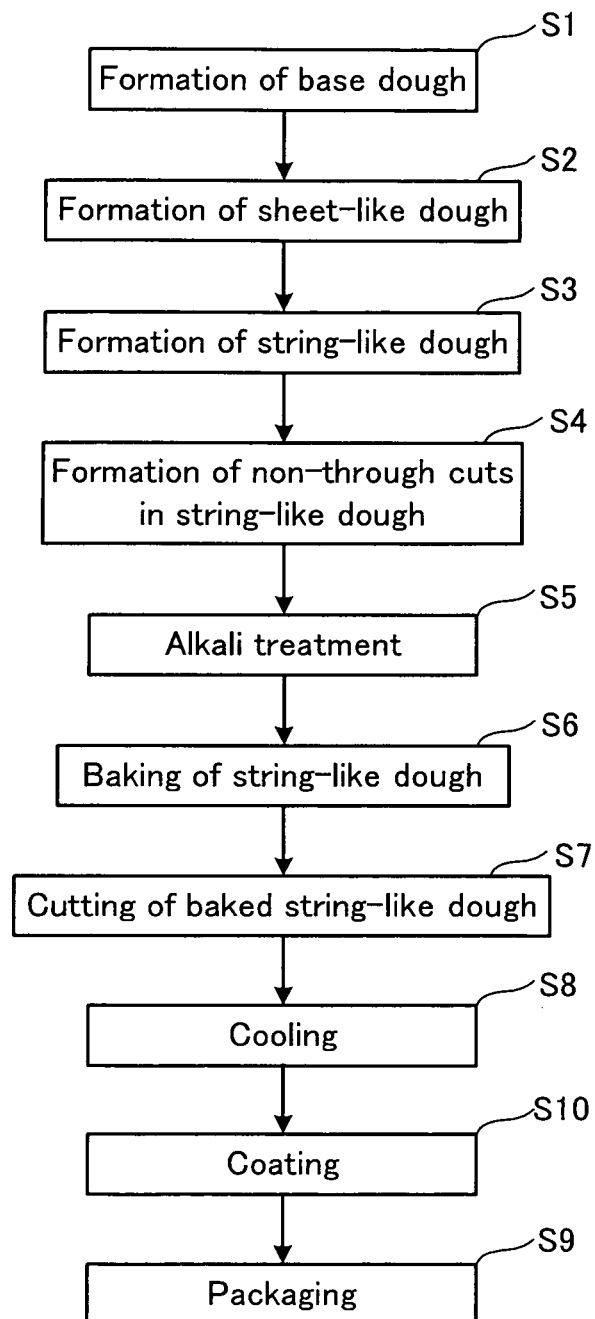 S1
Formation of base dough
S2
Formation of sheet-like dough
S3
Formation of string-like dough
S4
Formation of non-through cuts
in string-like dough
S5
Alkali treatment
S6
Baking of string-like dough
S7
Cutting of baked string-like dough
S8
Cooling
S10
Coating
S9
Packaging